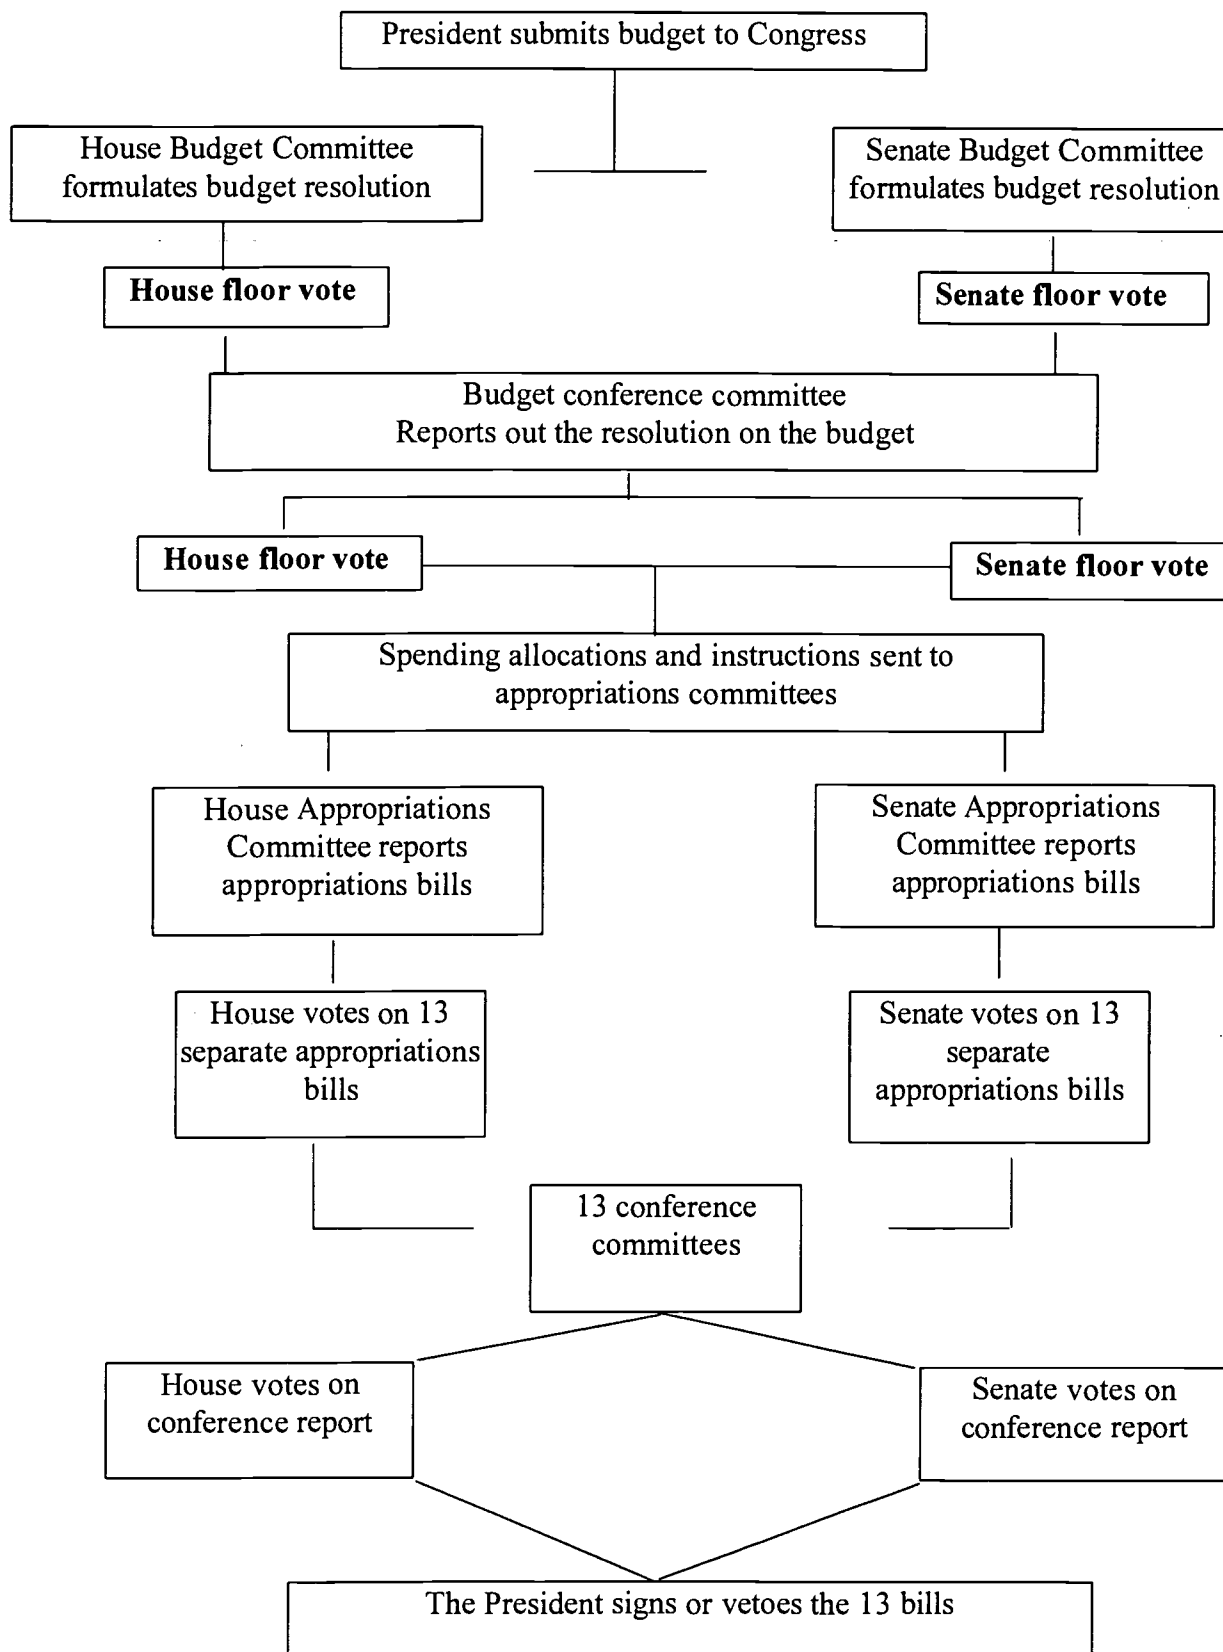 President submits budget to Congress
House Budget Committee
formulates budget resolution
Senate Budget Committee
formulates budget resolution
House floor vote
Senate floor vote
Budget conference committee
Reports out the resolution on the budget
House floor vote
Senate floor vote
Spending allocations and instructions sent to
appropriations committees
House Appropriations
Committee reports
appropriations bills
Senate Appropriations
Committee reports
appropriations bills
House votes on 13
separate appropriations
bills
Senate votes on 13
separate
appropriations bills
13 conference
committees
House votes on
conference report
Senate votes on
conference report
The President signs or vetoes the 13 bills